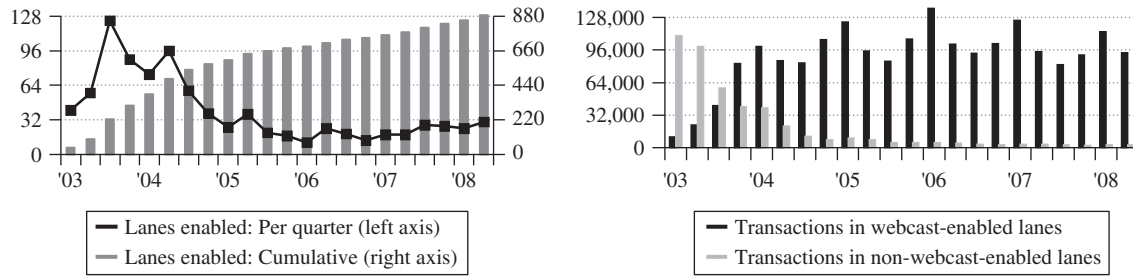 128
96
64
32
0
880
660
440
220
0
'03 '04 '05 '06 '07 '08
Lanes enabled: Per quarter (left axis)
Lanes enabled: Cumulative (right axis)
128,000
96,000
64,000
32,000
0
'03 '04 '05 '06 '07 '08
Transactions in webcast-enabled lanes
Transactions in non-webcast-enabled lanes